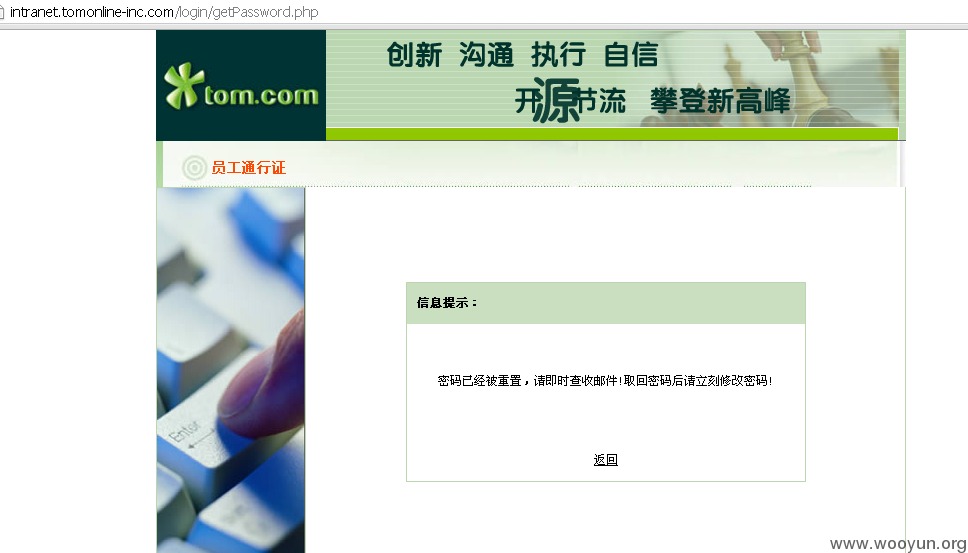 intranet.tomonline-inc.com/login/getPassword.php
创新 沟通 执行 自信
tom.com
开源节流 攀登新高峰
员工通行证
信息提示：
密码已经被重置，请即时查收邮件!取回密码后请立刻修改密码!
Enter
返回
www.wooyun.org